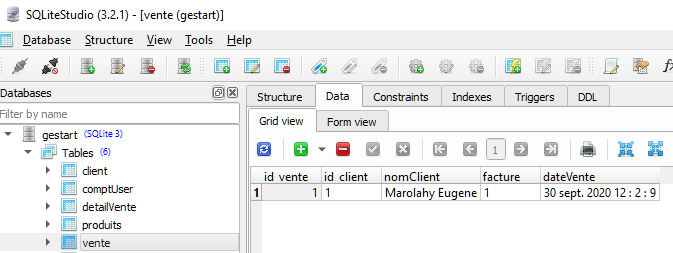 SQLiteStudio (3.2.1) - [vente (gestart)]
Database Structure View Tools Help
Databases
Filter by name
gestart (SQLite 3)
Tables (6)
client
comptUser
detailVente
produits
vente
Structure Data Constraints Indexes Triggers DDL
Grid view Form view
1
id_vente id_client nomClient facture dateVente
1 1 1 Marolahy Eugene 1 30 sept. 2020 12 : 2 : 9